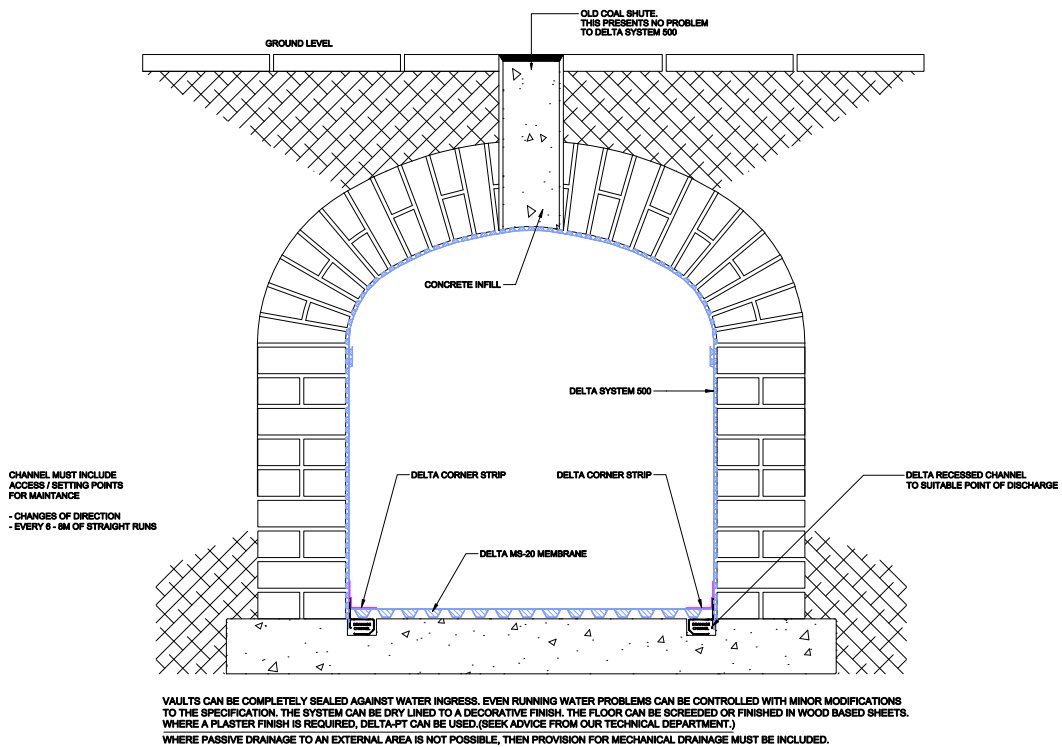 OLD COAL SHUTE.
THIS PRESENTS NO PROBLEM
TO DELTA SYSTEM 500
GROUND LEVEL
CONCRETE INFILL
DELTA SYSTEM 500
CHANNEL MUST INCLUDE
ACCESS / SETTING POINTS
FOR MAINTANCE
- CHANGES OF DIRECTION
- EVERY 6 - 8M OF STRAIGHT RUNS
DELTA CORNER STRIP
DELTA CORNER STRIP
DELTA RECESSED CHANNEL
TO SUITABLE POINT OF DISCHARGE
DELTA MS-20 MEMBRANE
VAULTS CAN BE COMPLETELY SEALED AGAINST WATER INGRESS. EVEN RUNNING WATER PROBLEMS CAN BE CONTROLLED WITH MINOR MODIFICATIONS
TO THE SPECIFICATION. THE SYSTEM CAN BE DRY LINED TO A DECORATIVE FINISH. THE FLOOR CAN BE SCREEDED OR FINISHED IN WOOD BASED SHEETS.
WHERE A PLASTER FINISH IS REQUIRED, DELTA-PT CAN BE USED.(SEEK ADVICE FROM OUR TECHNICAL DEPARTMENT.)
WHERE PASSIVE DRAINAGE TO AN EXTERNAL AREA IS NOT POSSIBLE, THEN PROVISION FOR MECHANICAL DRAINAGE MUST BE INCLUDED.